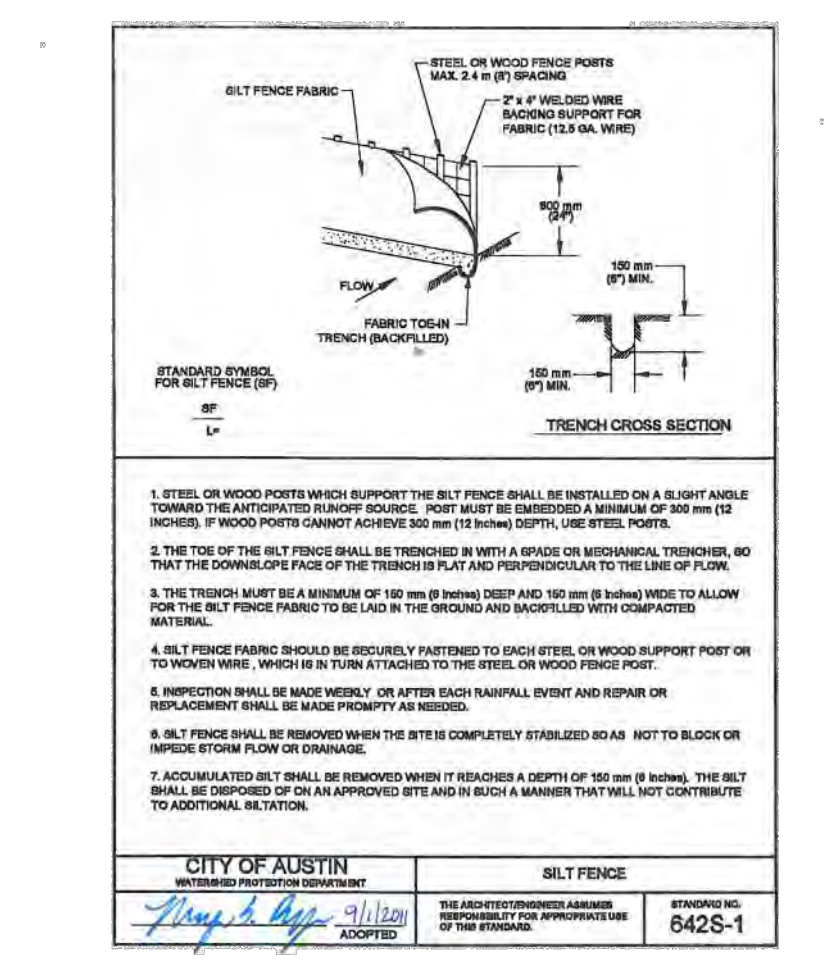 STEEL OR WOOD FENCE POSTS
MAX. 2.4 m (8') SPACING
SILT FENCE FABRIC
2" x 4" WELDED WIRE
BACKING SUPPORT FOR
FABRIC (12.5 GA. WIRE)
600 mm
(24")
150 mm
(6") MIN.
FLOW
FABRIC TOE-IN
TRENCH (BACKFILLED)
STANDARD SYMBOL
FOR SILT FENCE (SF)
150 mm
(6") MIN.
SF
L=
TRENCH CROSS SECTION
1. STEEL OR WOOD POSTS WHICH SUPPORT THE SILT FENCE SHALL BE INSTALLED ON A SLIGHT ANGLE
TOWARD THE ANTICIPATED RUNOFF SOURCE. POST MUST BE EMBEDDED A MINIMUM OF 300 mm (12
INCHES). IF WOOD POSTS CANNOT ACHIEVE 300 mm (12 Inches) DEPTH, USE STEEL POSTS.
2. THE TOE OF THE SILT FENCE SHALL BE TRENCHED IN WITH A SPADE OR MECHANICAL TRENCHER, SO
THAT THE DOWNSLOPE FACE OF THE TRENCH IS FLAT AND PERPENDICULAR TO THE LINE OF FLOW.
3. THE TRENCH MUST BE A MINIMUM OF 150 mm (6 Inches) DEEP AND 150 mm (6 Inches) WIDE TO ALLOW
FOR THE SILT FENCE FABRIC TO BE LAID IN THE GROUND AND BACKFILLED WITH COMPACTED
MATERIAL.
4. SILT FENCE FABRIC SHOULD BE SECURELY FASTENED TO EACH STEEL OR WOOD SUPPORT POST OR
TO WOVEN WIRE , WHICH IS IN TURN ATTACHED TO THE STEEL OR WOOD FENCE POST.
5. INSPECTION SHALL BE MADE WEEKLY OR AFTER EACH RAINFALL EVENT AND REPAIR OR
REPLACEMENT SHALL BE MADE PROMPTY AS NEEDED.
6. SILT FENCE SHALL BE REMOVED WHEN THE SITE IS COMPLETELY STABILIZED SO AS NOT TO BLOCK OR
IMPEDE STORM FLOW OR DRAINAGE.
7. ACCUMULATED SILT SHALL BE REMOVED WHEN IT REACHES A DEPTH OF 150 mm (6 Inches). THE SILT
SHALL BE DISPOSED OF ON AN APPROVED SITE AND IN SUCH A MANNER THAT WILL NOT CONTRIBUTE
TO ADDITIONAL SILTATION.
CITY OF AUSTIN
WATERSHED PROTECTION DEPARTMENT
SILT FENCE
9/1/2011
ADOPTED
THE ARCHITECT/ENGINEER ASSUMES
RESPONSIBILITY FOR APPROPRIATE USE
OF THIS STANDARD.
STANDARD NO.
642S-1